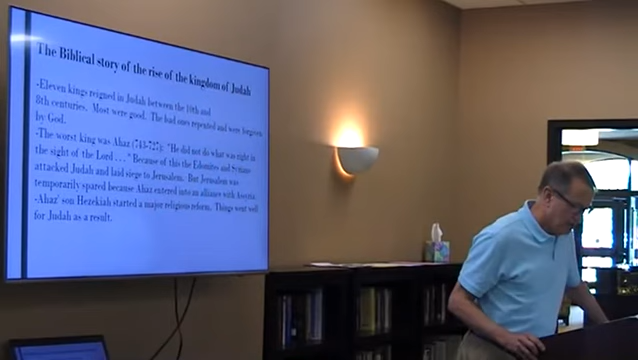 The Biblical story of the rise of the kingdom of Judah
-Eleven kings reigned in Judah between the 10th and
8th centuries. Most were good. The bad ones repented and were forgiven
by God.
-The worst king was Ahaz (743-727): "He did not do what was right in
the sight of the Lord . . ." Because of this the Edomites and Syrians
attacked Judah and laid siege to Jerusalem. But Jerusalem was
temporarily spared because Ahaz entered into an alliance with Assyria.
-Ahaz' son Hezekiah started a major religious reform. Things went well
for Judah as a result.